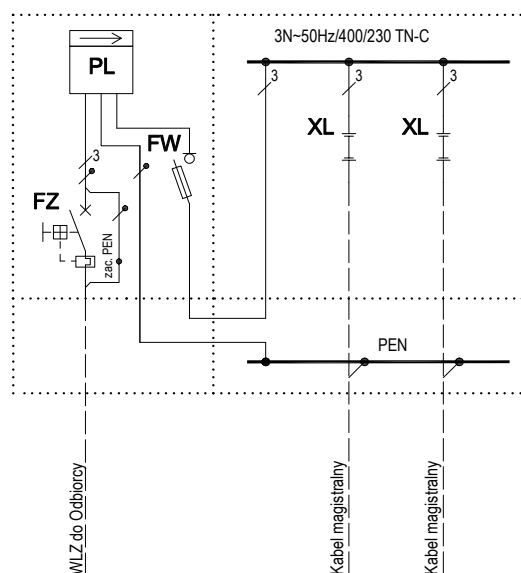 3N~50Hz/400/230 TN-C
PL
3
3
3
XL
XL
FW
3
FZ
zac. PEN
PEN
WLZ do Odbiorcy
Kabel magistralny
Kabel magistralny